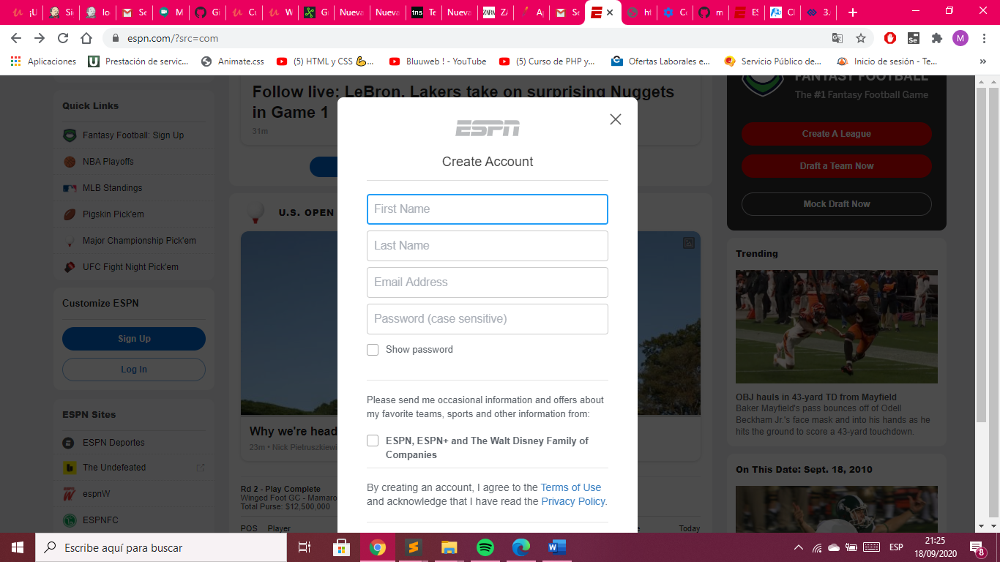 ¡U
Si
Io
Se
M
Gi
Cu
W
G
Nueva
Nueva
tns
Te
Nueva
ZARA
ZA
Ap
Se
ht
Co
m
ES
Cl
3.
espn.com/?src=com
M
Aplicaciones
Prestación de servic...
Animate.css
(5) HTML y CSS 💪...
Bluuweb ! - YouTube
(5) Curso de PHP y...
Ofertas Laborales e...
Servicio Público de...
Inicio de sesión - Te...
»
Quick Links
Fantasy Football: Sign Up
NBA Playoffs
MLB Standings
Pigskin Pick'em
Major Championship Pick'em
UFC Fight Night Pick'em
Customize ESPN
Sign Up
Log In
ESPN Sites
ESPN Deportes
The Undefeated
espnW
ESPNFC
Follow live: LeBron, Lakers take on surprising Nuggets
in Game 1
31m
U.S. OPEN
Why we're head
23m • Nick Pietruszkiewi
Rd 2 - Play Complete
Winged Foot GC - Mamaro
Total Purse: $12,500,000
POS Player
Today
ESPN
Create Account
First Name
Last Name
Email Address
Password (case sensitive)
Show password
Please send me occasional information and offers about
my favorite teams, sports and other information from:
ESPN, ESPN+ and The Walt Disney Family of
Companies
By creating an account, I agree to the Terms of Use
and acknowledge that I have read the Privacy Policy.
FANTASY FOOTBALL
The #1 Fantasy Football Game
Create A League
Draft a Team Now
Mock Draft Now
Trending
OBJ hauls in 43-yard TD from Mayfield
Baker Mayfield's pass bounces off of Odell
Beckham Jr.'s face mask and into his hands as he
hits the ground to score a 43-yard touchdown.
On This Date: Sept. 18, 2010
Escribe aquí para buscar
ESP
21:25
18/09/2020
8